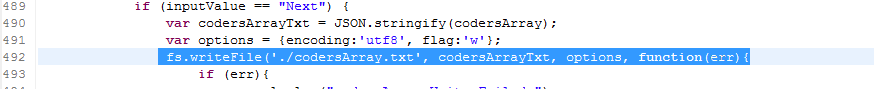 489 if (inputValue == "Next") {
490 var codersArrayTxt = JSON.stringify(codersArray);
491 var options = {encoding:'utf8', flag:'w'};
492 fs.writeFile('./codersArray.txt', codersArrayTxt, options, function(err){
493 if (err){